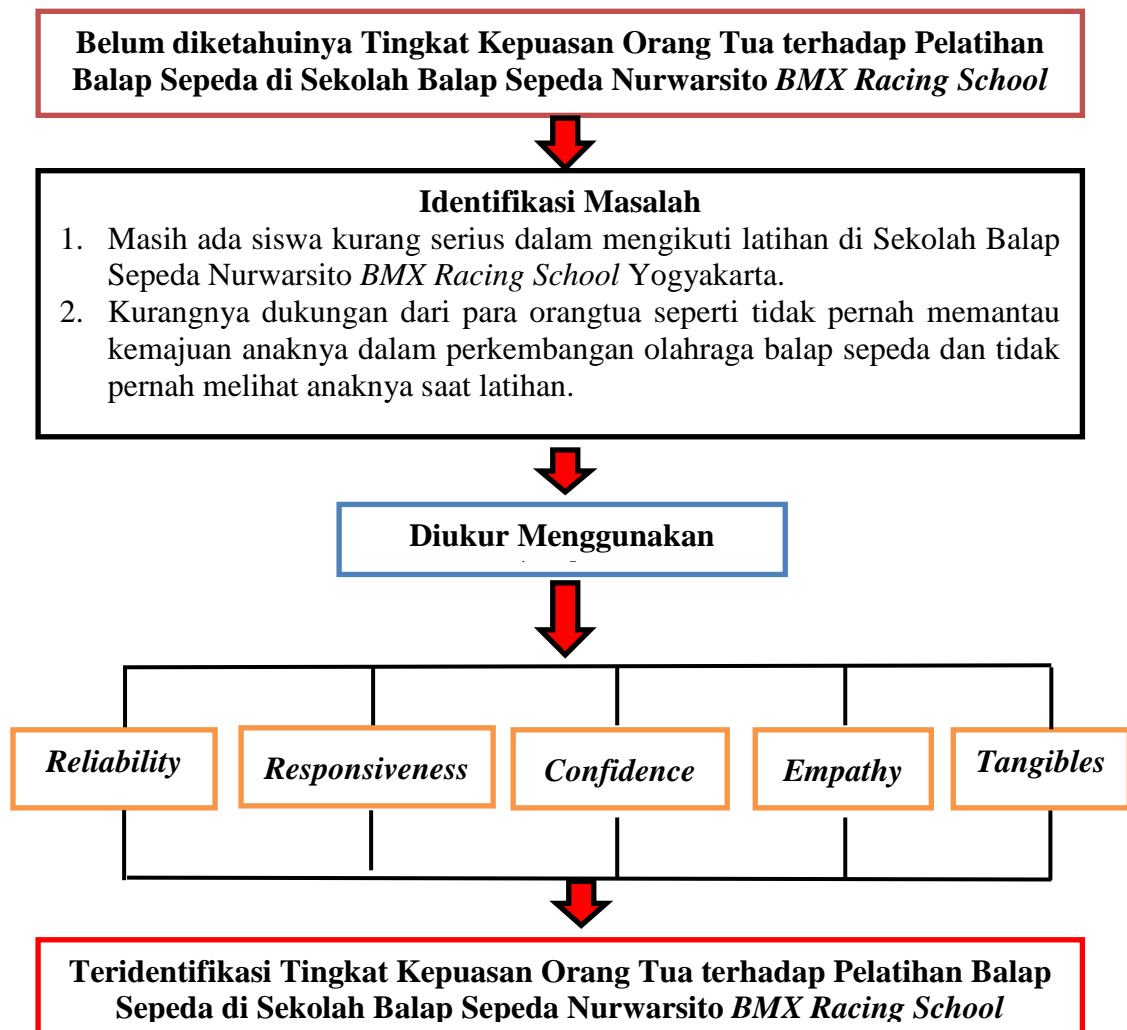 Belum diketahuinya Tingkat Kepuasan Orang Tua terhadap Pelatihan
Balap Sepeda di Sekolah Balap Sepeda Nurwarsito BMX Racing School
Identifikasi Masalah
1. Masih ada siswa kurang serius dalam mengikuti latihan di Sekolah Balap
Sepeda Nurwarsito BMX Racing School Yogyakarta.
2. Kurangnya dukungan dari para orangtua seperti tidak pernah memantau
kemajuan anaknya dalam perkembangan olahraga balap sepeda dan tidak
pernah melihat anaknya saat latihan.
Diukur Menggunakan
Reliability
Responsiveness
Confidence
Empathy
Tangibles
Teridentifikasi Tingkat Kepuasan Orang Tua terhadap Pelatihan Balap
Sepeda di Sekolah Balap Sepeda Nurwarsito BMX Racing School